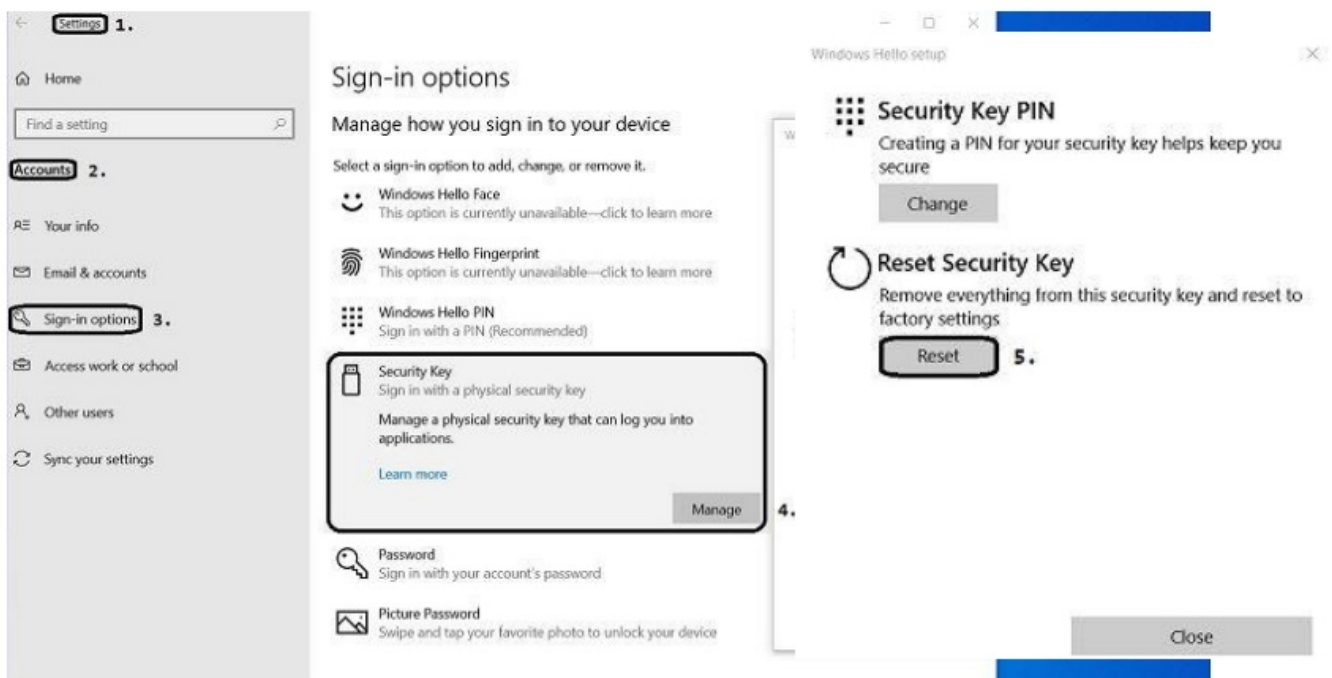 Settings 1.
Home
Find a setting
Accounts 2.
Your info
Email & accounts
Sign-in options 3.
Access work or school
Other users
Sync your settings
Sign-in options
Manage how you sign in to your device
Select a sign-in option to add, change, or remove it.
Windows Hello Face
This option is currently unavailable—click to learn more
Windows Hello Fingerprint
This option is currently unavailable—click to learn more
Windows Hello PIN
Sign in with a PIN (Recommended)
Security Key
Sign in with a physical security key
Manage a physical security key that can log you into
applications.
Learn more
Manage
4.
Password
Sign in with your account's password
Picture Password
Swipe and tap your favorite photo to unlock your device
Windows Hello setup
Security Key PIN
Creating a PIN for your security key helps keep you
secure
Change
Reset Security Key
Remove everything from this security key and reset to
factory settings
Reset 5.
Close